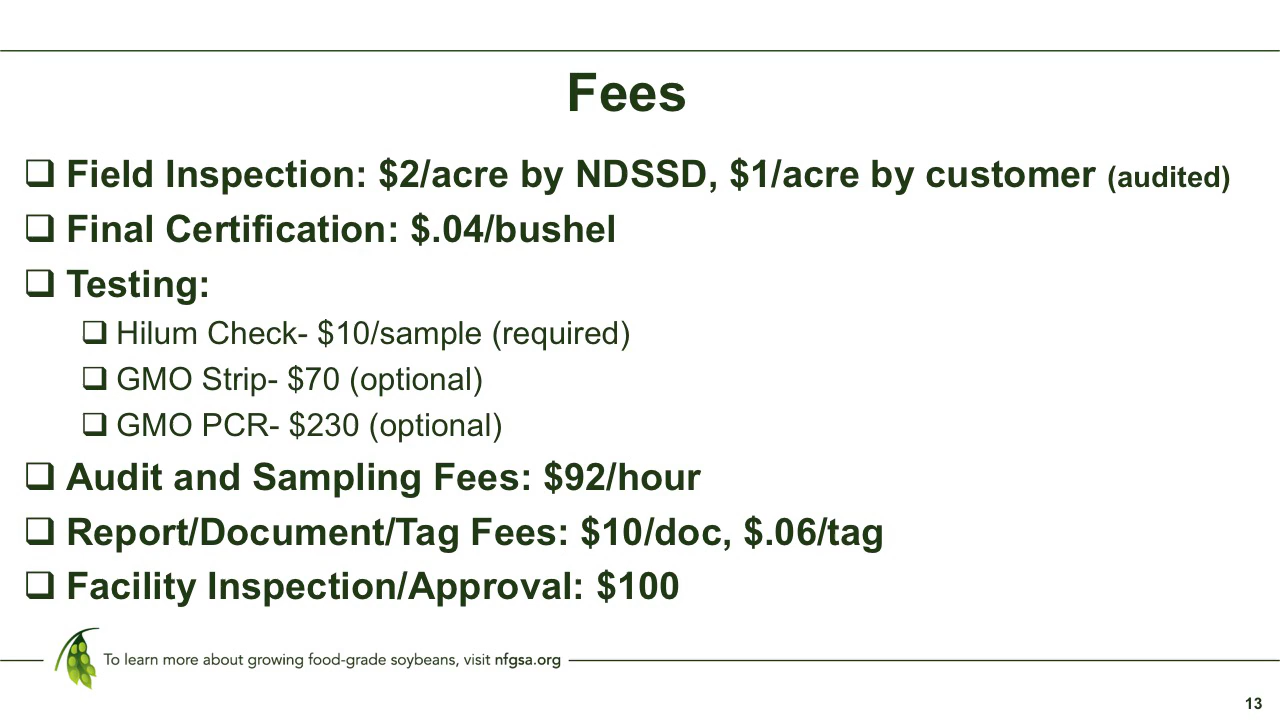 Fees
❑ Field Inspection: $2/acre by NDSSD, $1/acre by customer (audited)
❑ Final Certification: $.04/bushel
❑ Testing:
❑ Hilum Check- $10/sample (required)
❑ GMO Strip- $70 (optional)
❑ GMO PCR- $230 (optional)
❑ Audit and Sampling Fees: $92/hour
❑ Report/Document/Tag Fees: $10/doc, $.06/tag
❑ Facility Inspection/Approval: $100
To learn more about growing food-grade soybeans, visit nfgsa.org
13